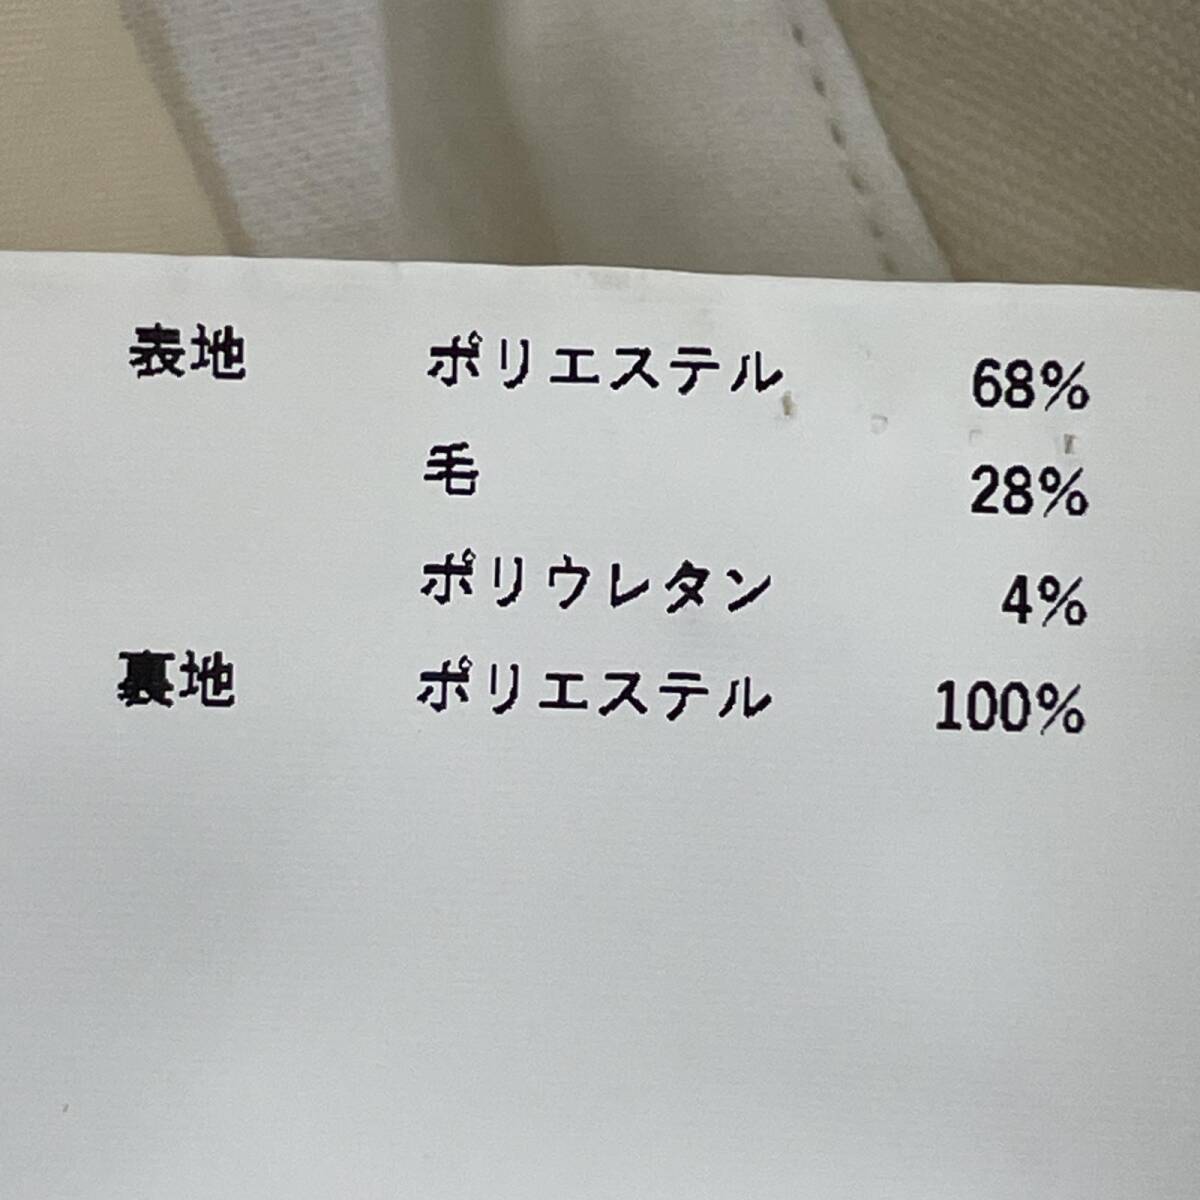 表地 ポリエステル 68%
毛 28%
ポリウレタン 4%
裏地 ポリエステル 100%